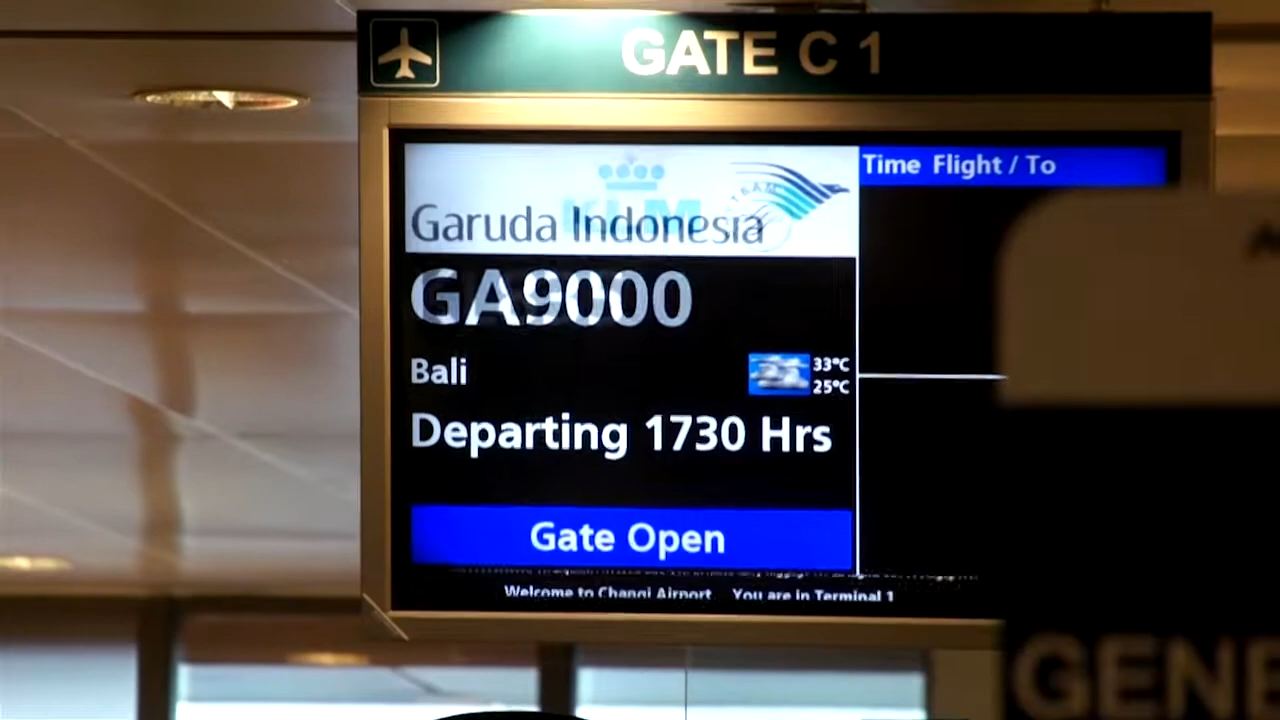 GATE C 1
Garuda Indonesia
KLM
GA9000
Bali
33°C
25°C
Departing 1730 Hrs
Gate Open
Time Flight / To
Welcome to Changi Airport You are in Terminal 1
GENE